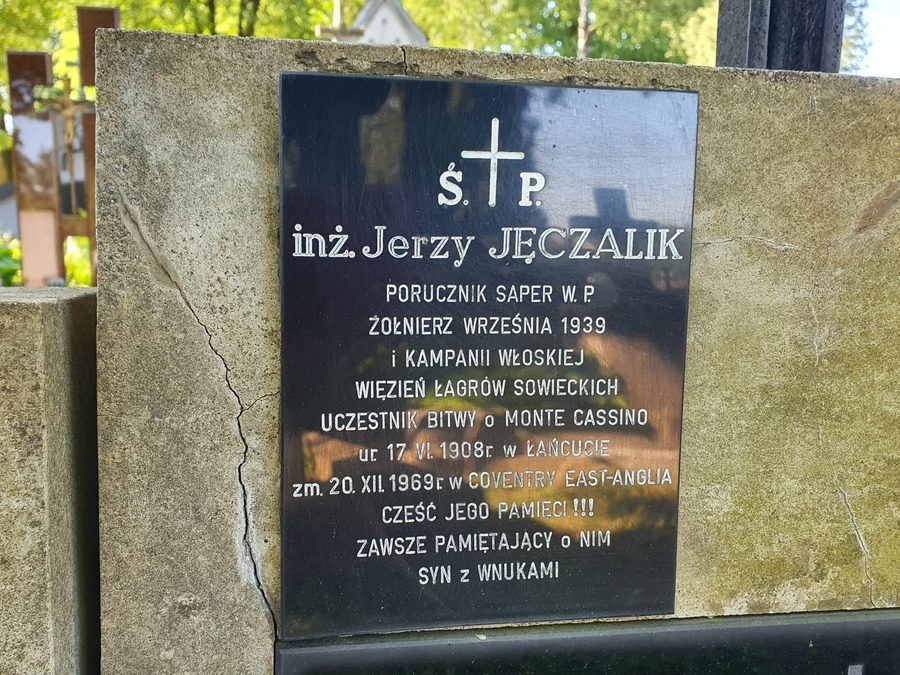 Ś. P.
inż. Jerzy JĘCZALIK
PORUCZNIK SAPER W. P.
ŻOŁNIERZ WRZEŚNIA 1939
i KAMPANII WŁOSKIEJ
WIĘZIEŃ ŁAGRÓW SOWIECKICH
UCZESTNIK BITWY o MONTE CASSINO
ur. 17. VI. 1908r. w ŁAŃCUCIE
zm. 20. XII. 1969r. w COVENTRY EAST-ANGLIA
CZEŚĆ JEGO PAMIĘCI!!!
ZAWSZE PAMIĘTAJĄCY o NIM
SYN z WNUKAMI